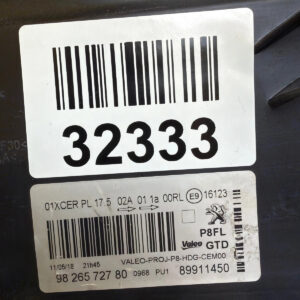 32333
01XCER PL 17.5 02A 01 1a 00RL E9 16123
P8FL
Valeo GTD
11/05/18 21h45 VALEO-PROJ-P8-HDG-CEM00
98 265 727 80 0968 PU1 89911450